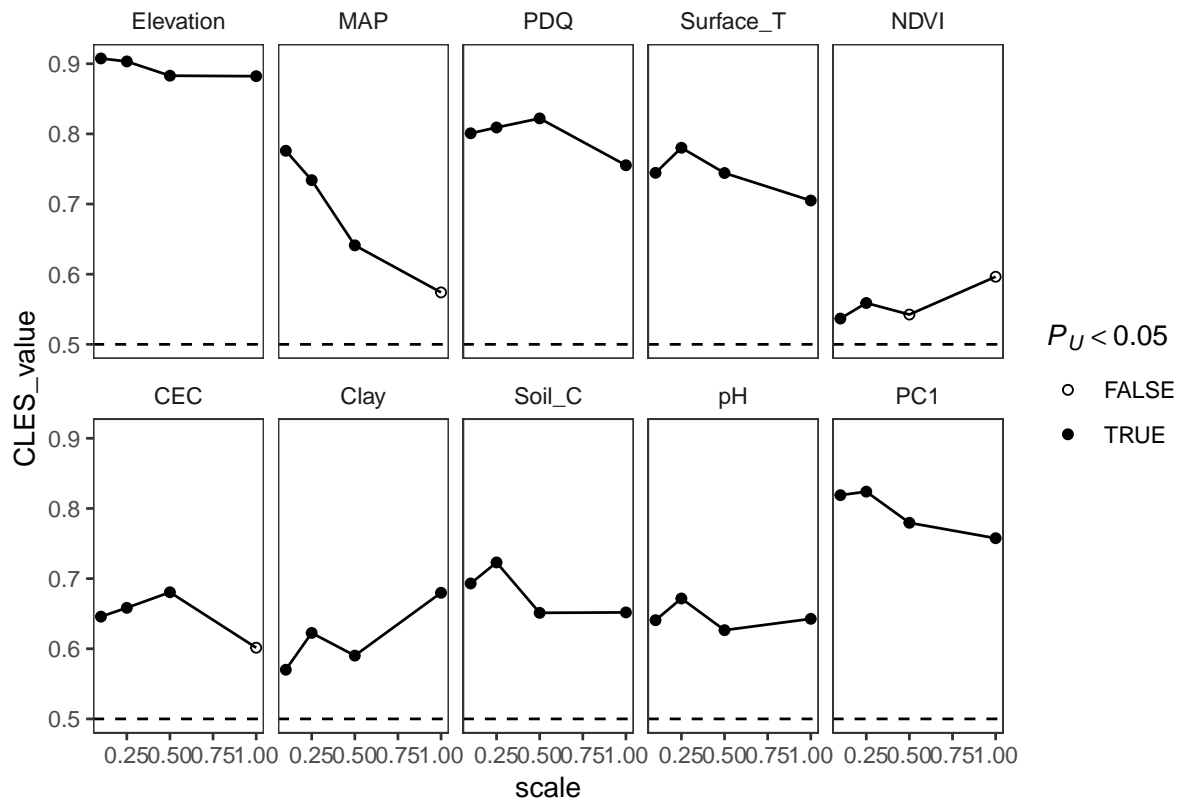 Elevation MAP PDQ Surface_T NDVI
0.9
0.8
0.7
0.6
0.5
CLES_value
CEC Clay Soil_C pH PC1
0.9
0.8
0.7
0.6
0.5
0.250.500.751.00 0.250.500.751.00 0.250.500.751.00 0.250.500.751.00 0.250.500.751.00
scale
P_U < 0.05
FALSE
TRUE